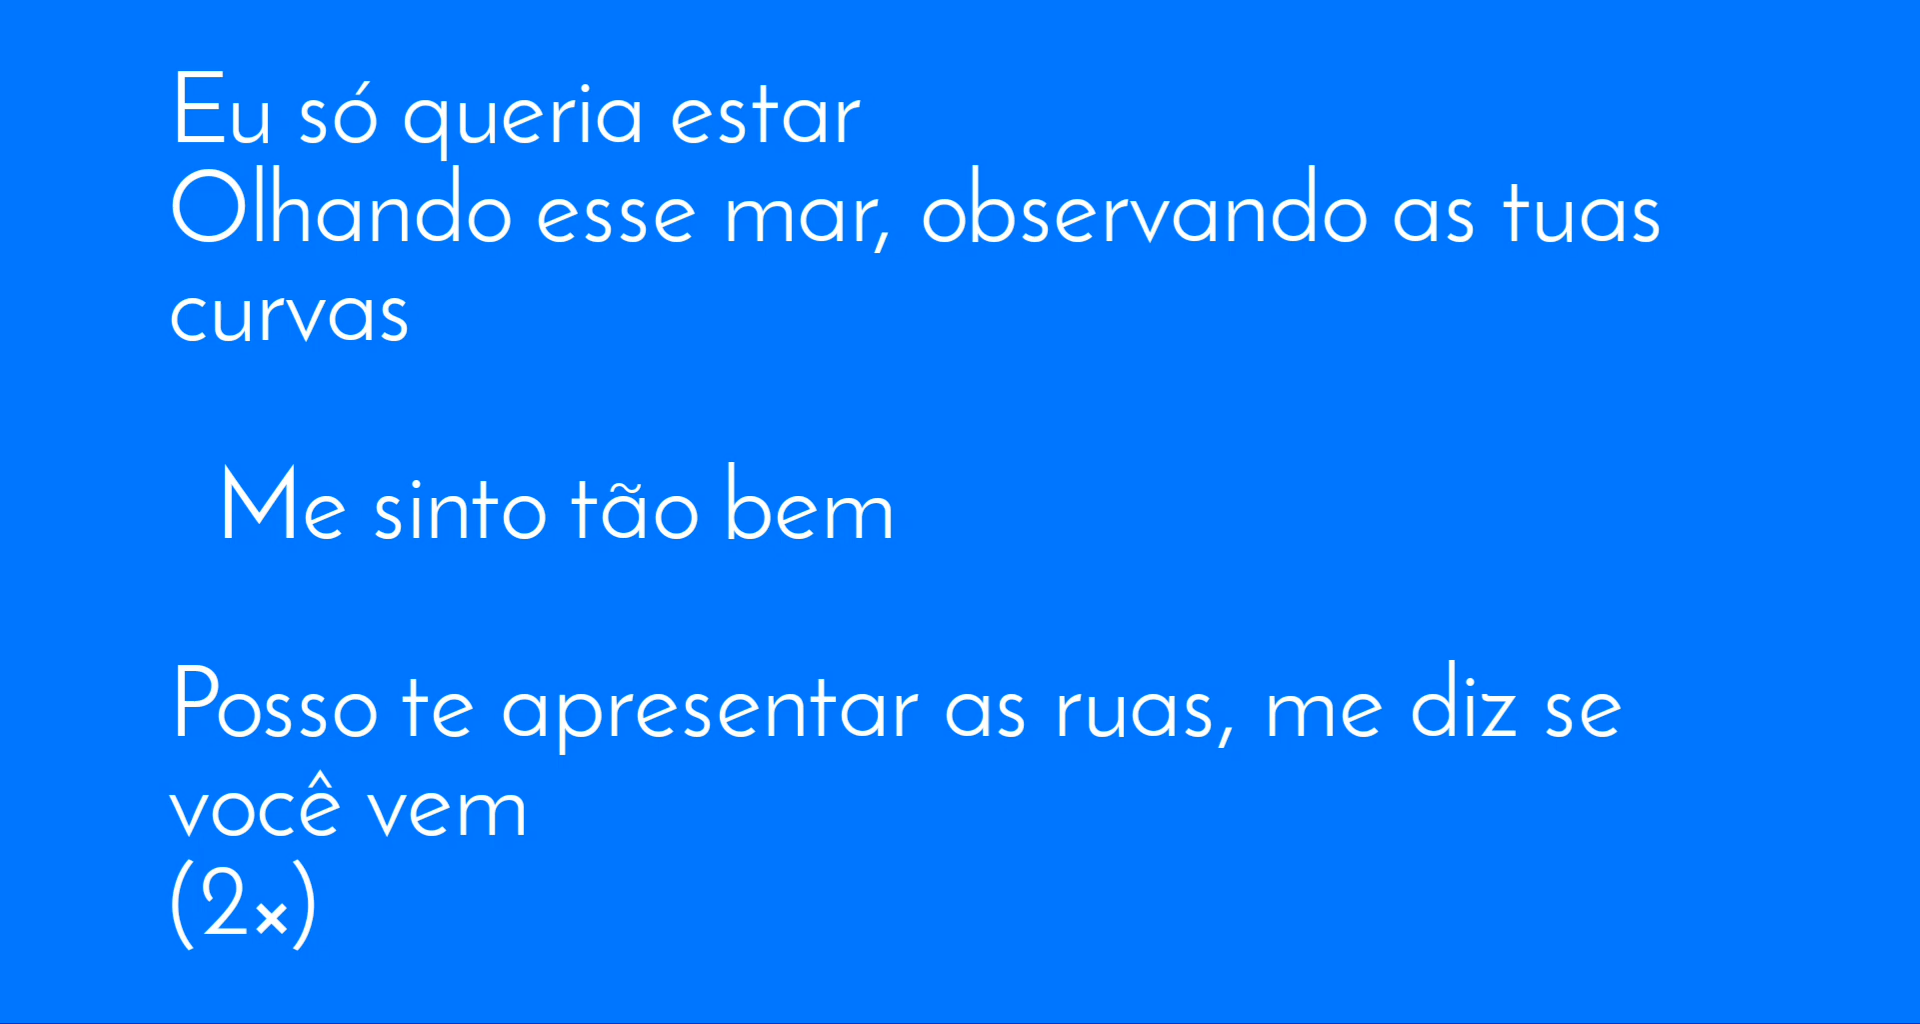 Eu só queria estar
Olhando esse mar, observando as tuas
curvas
Me sinto tão bem
Posso te apresentar as ruas, me diz se
você vem
(2×)